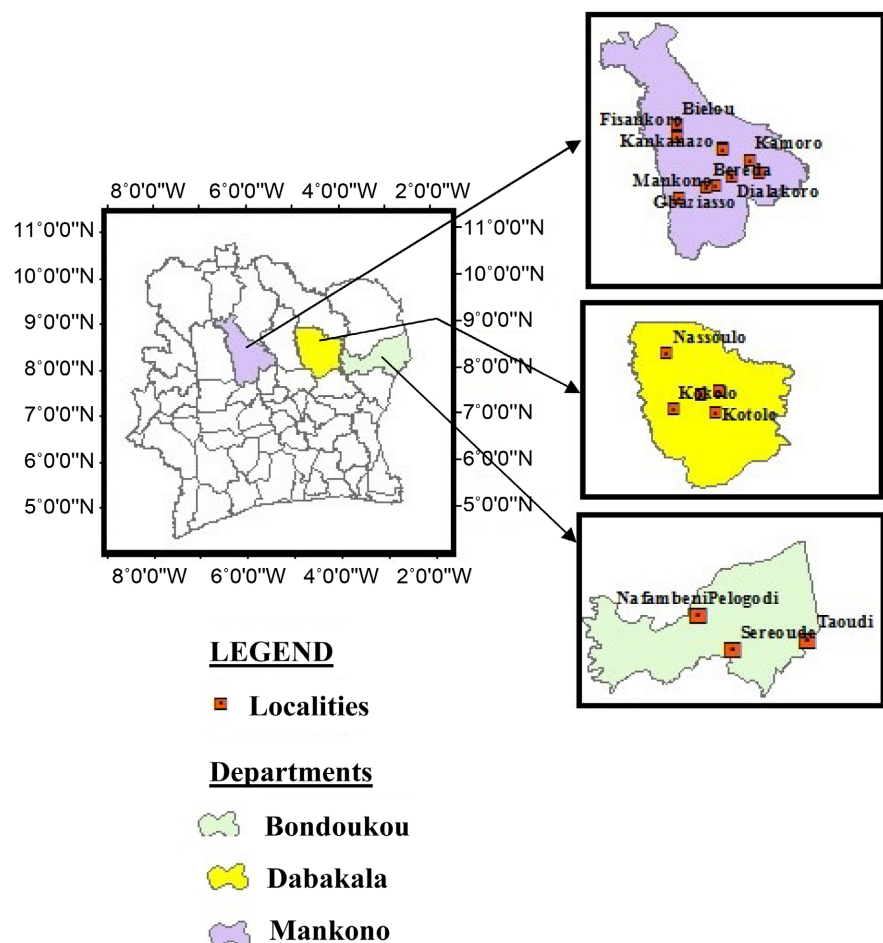 Bielou
Fisankoro
Kankanazo
Kamoro
Mankono
Bereda
Gbaziasso
Dialakoro
8°0'0"W 6°0'0"W 4°0'0"W 2°0'0"W
11°0'0"N
11°0'0"N
10°0'0"N
10°0'0"N
9°0'0"N
9°0'0"N
8°0'0"N
8°0'0"N
7°0'0"N
7°0'0"N
6°0'0"N
6°0'0"N
5°0'0"N
5°0'0"N
8°0'0"W 6°0'0"W 4°0'0"W 2°0'0"W
Nassoulo
Kokolo
Kotolo
Nafambeni Pelogodi
Sereoude
Taoudi
LEGEND
Localities
Departments
Bondoukou
Dabakala
Mankono